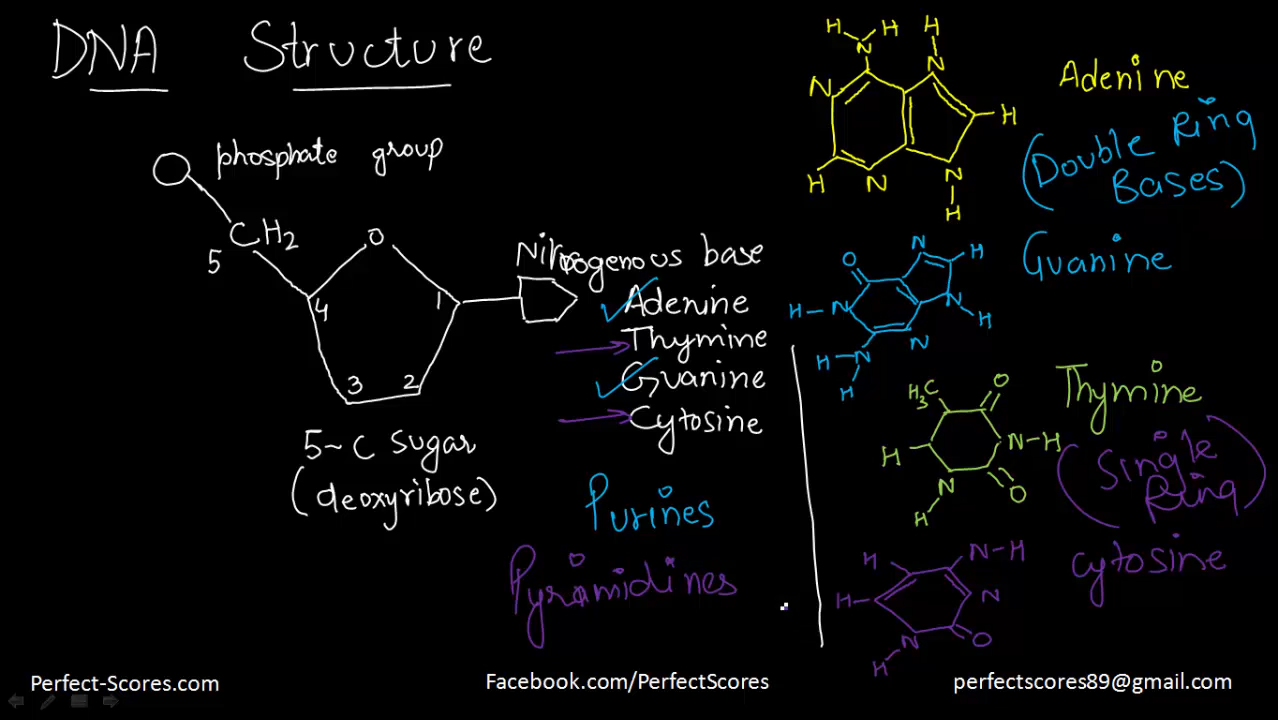 DNA Structure
phosphate group
CH2
5
O
4
1
3
2
5-C Sugar
(deoxyribose)
Nitrogenous base
Adenine
Thymine
Guanine
Cytosine
Purines
Pyramidines
H
H
N
H
N
N
H
H
N
N
H
Adenine
(Double Ring
Bases)
O
N
H
H-N
N
H
N
H-N
H
Guanine
H3C
O
N-H
H
N
O
H
Thymine
(Single
Ring)
H
N-H
H
N
N
O
H
cytosine
Perfect-Scores.com
Facebook.com/PerfectScores
perfectscores89@gmail.com